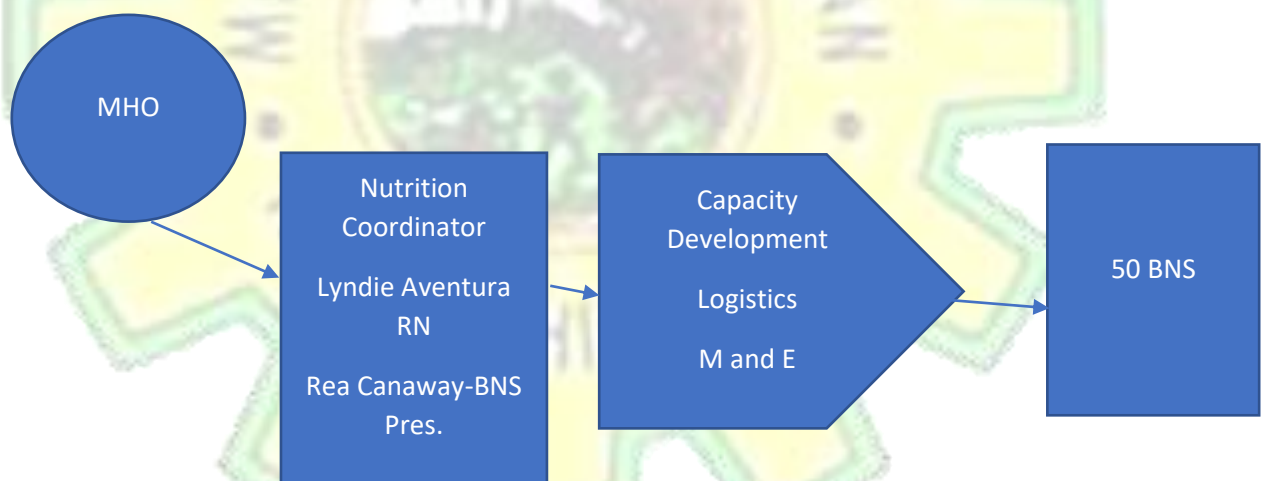 MHO
Nutrition
Coordinator
Lyndie Aventura
RN
Rea Canaway-BNS
Pres.
Capacity
Development
Logistics
M and E
50 BNS